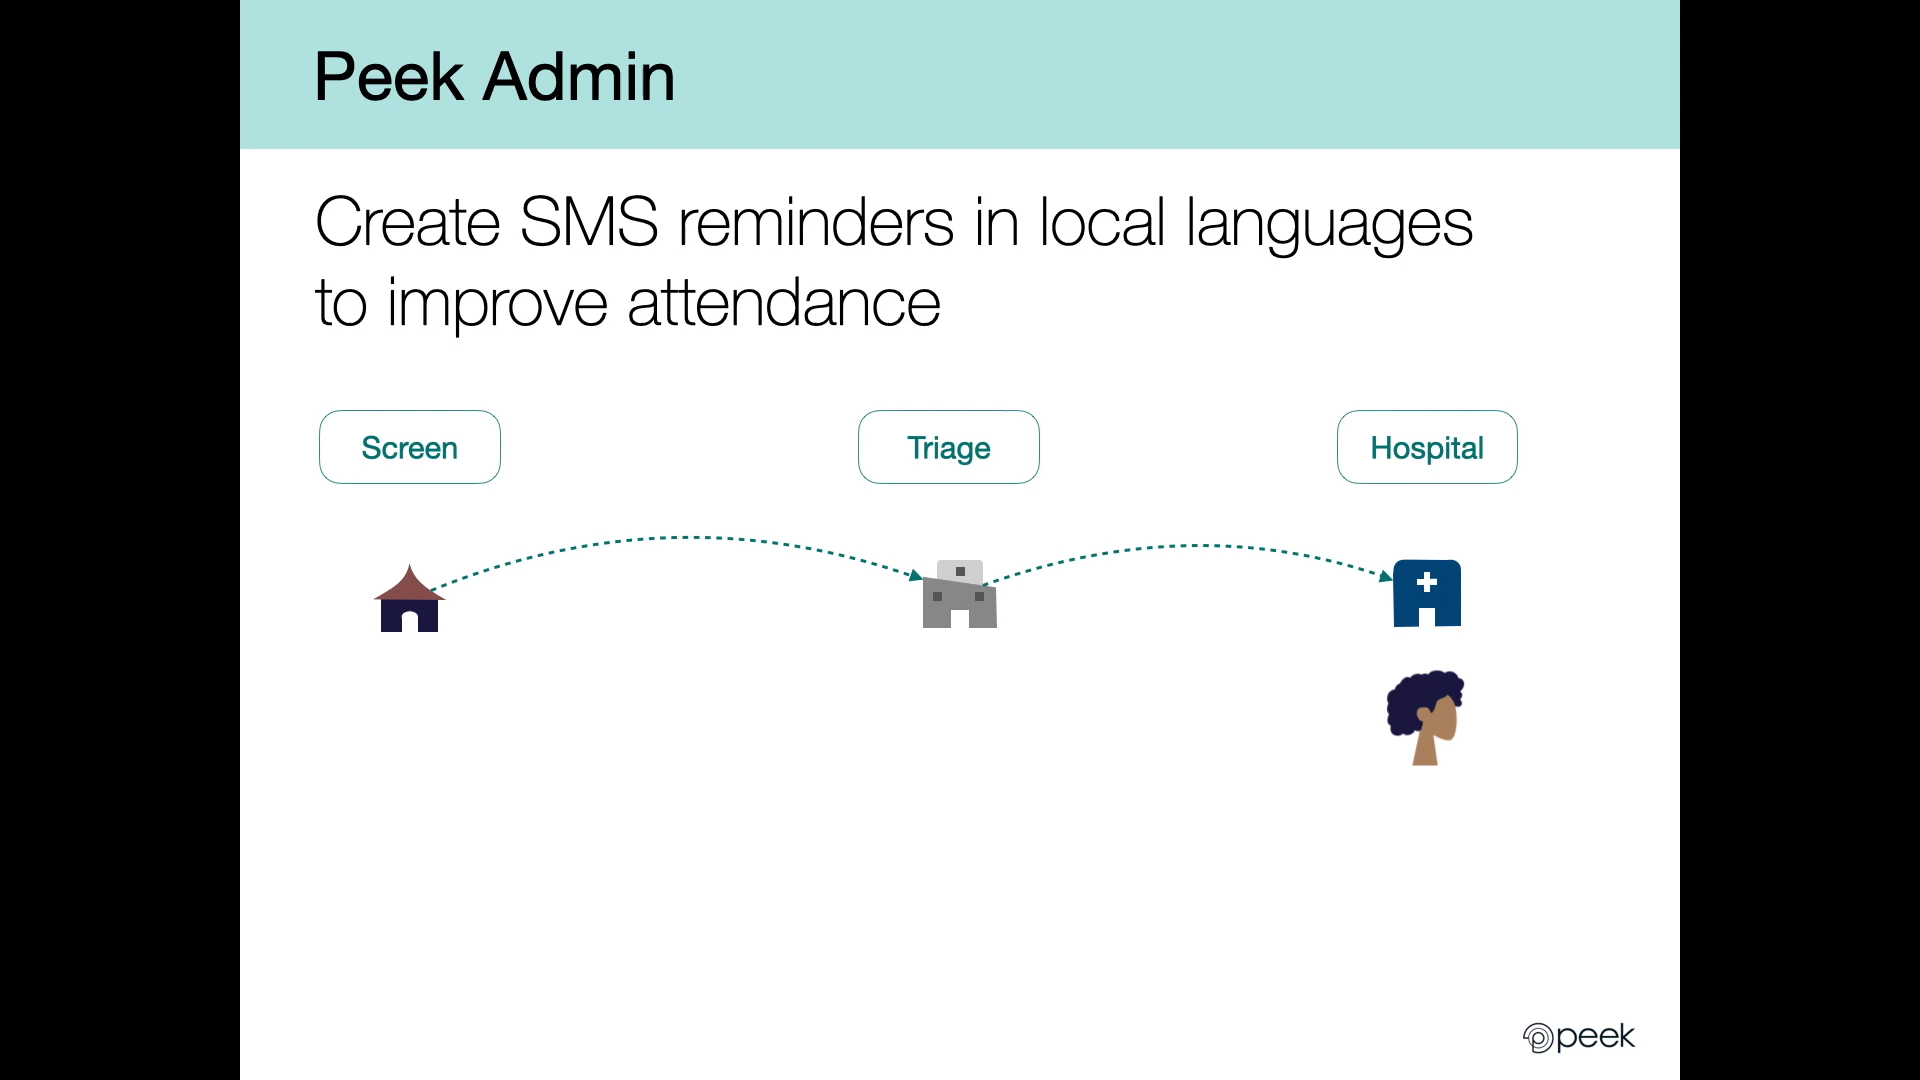 Peek Admin
Create SMS reminders in local languages
to improve attendance
Screen
Triage
Hospital
peek